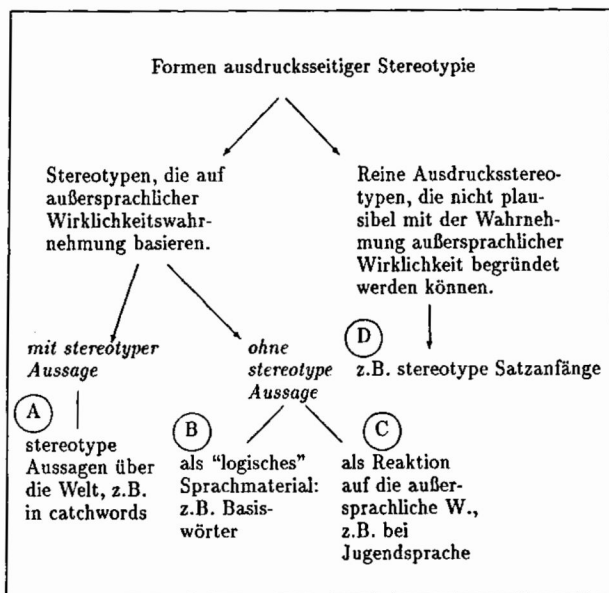 Formen ausdrucksseitiger Stereotypie
Stereotypen, die auf
außersprachlicher
Wirklichkeitswahr-
nehmung basieren.
Reine Ausdrucksstereo-
typen, die nicht plau-
sibel mit der Wahrneh-
mung außersprachlicher
Wirklichkeit begründet
werden können.
mit stereotyper
Aussage
ohne
stereotype
Aussage
D
z.B. stereotype Satzanfänge
A
stereotype
Aussagen über
die Welt, z.B.
in catchwords
B
als "logisches"
Sprachmaterial:
z.B. Basis-
wörter
C
als Reaktion
auf die außer-
sprachliche W.,
z.B. bei
Jugendsprache